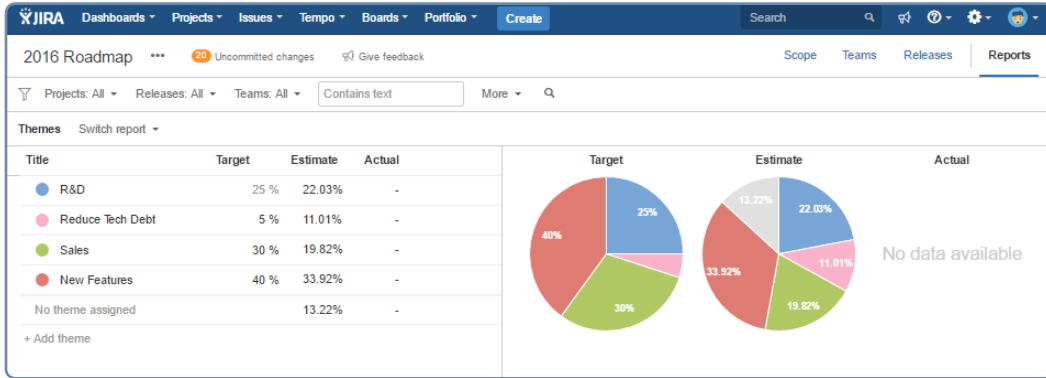 JIRA Dashboards Projects Issues Tempo Boards Portfolio Create Search
2016 Roadmap ••• 20 Uncommitted changes Give feedback Scope Teams Releases Reports
Projects: All Releases: All Teams: All Contains text More
Themes Switch report
Title Target Estimate Actual
R&D 25 % 22.03% -
Reduce Tech Debt 5 % 11.01% -
Sales 30 % 19.82% -
New Features 40 % 33.92% -
No theme assigned 13.22% -
+ Add theme
Target Estimate Actual
25%
40%
30%
13.22%
22.03%
11.01%
33.92%
19.82%
No data available